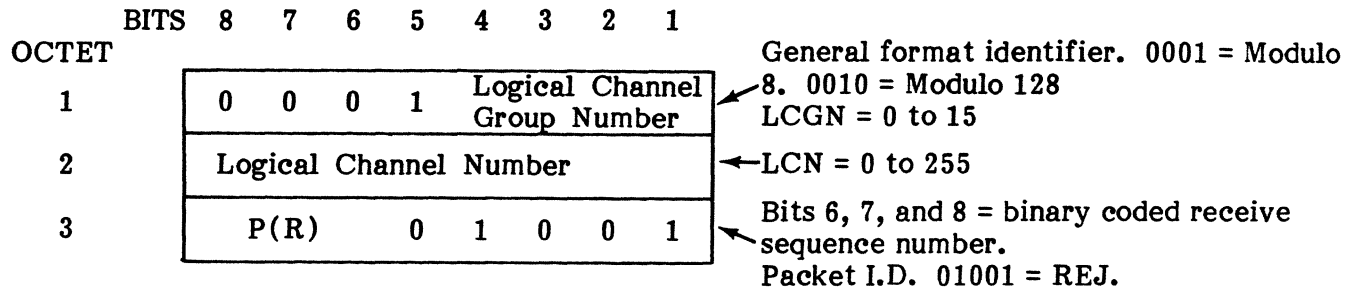 BITS 8 7 6 5 4 3 2 1
OCTET
1 0 0 0 1 Logical Channel
Group Number
General format identifier. 0001 = Modulo
8. 0010 = Modulo 128
LCGN = 0 to 15
2 Logical Channel Number
LCN = 0 to 255
3 P(R) 0 1 0 0 1
Bits 6, 7, and 8 = binary coded receive
sequence number.
Packet I.D. 01001 = REJ.